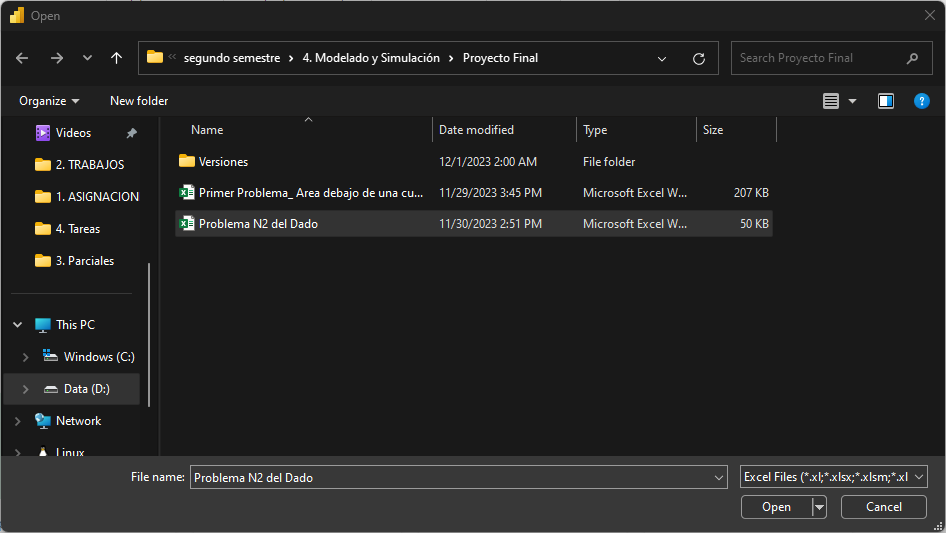 Open
segundo semestre > 4. Modelado y Simulación > Proyecto Final
Search Proyecto Final
Organize
New folder
Name Date modified Type Size
Versiones 12/1/2023 2:00 AM File folder
Primer Problema_ Area debajo de una cu... 11/29/2023 3:45 PM Microsoft Excel W... 207 KB
Problema N2 del Dado 11/30/2023 2:51 PM Microsoft Excel W... 50 KB
Videos
2. TRABAJOS
1. ASIGNACION
4. Tareas
3. Parciales
This PC
Windows (C:)
Data (D:)
Network
Linux
File name: Problema N2 del Dado
Excel Files (*.xl;*.xlsx;*.xlsm;*.xl
Open
Cancel